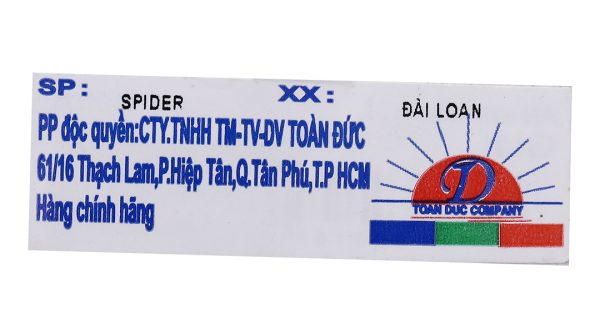 SP: SPIDER XX: ĐÀI LOAN
PP độc quyền:CTY.TNHH TM-TV-DV TOÀN ĐỨC
61/16 Thạch Lam,P.Hiệp Tân,Q.Tân Phú,T.P HCM
Hàng chính hãng
TD
TOAN DUC COMPANY